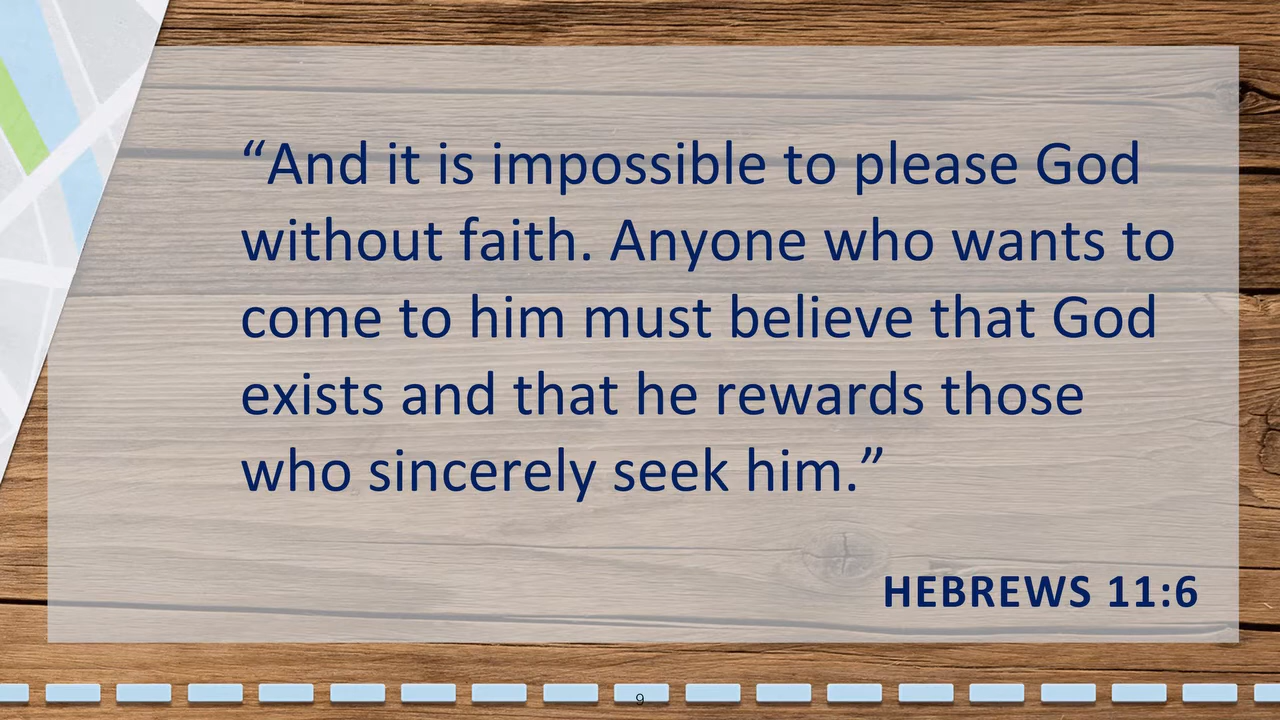 “And it is impossible to please God
without faith. Anyone who wants to
come to him must believe that God
exists and that he rewards those
who sincerely seek him.”
HEBREWS 11:6
9